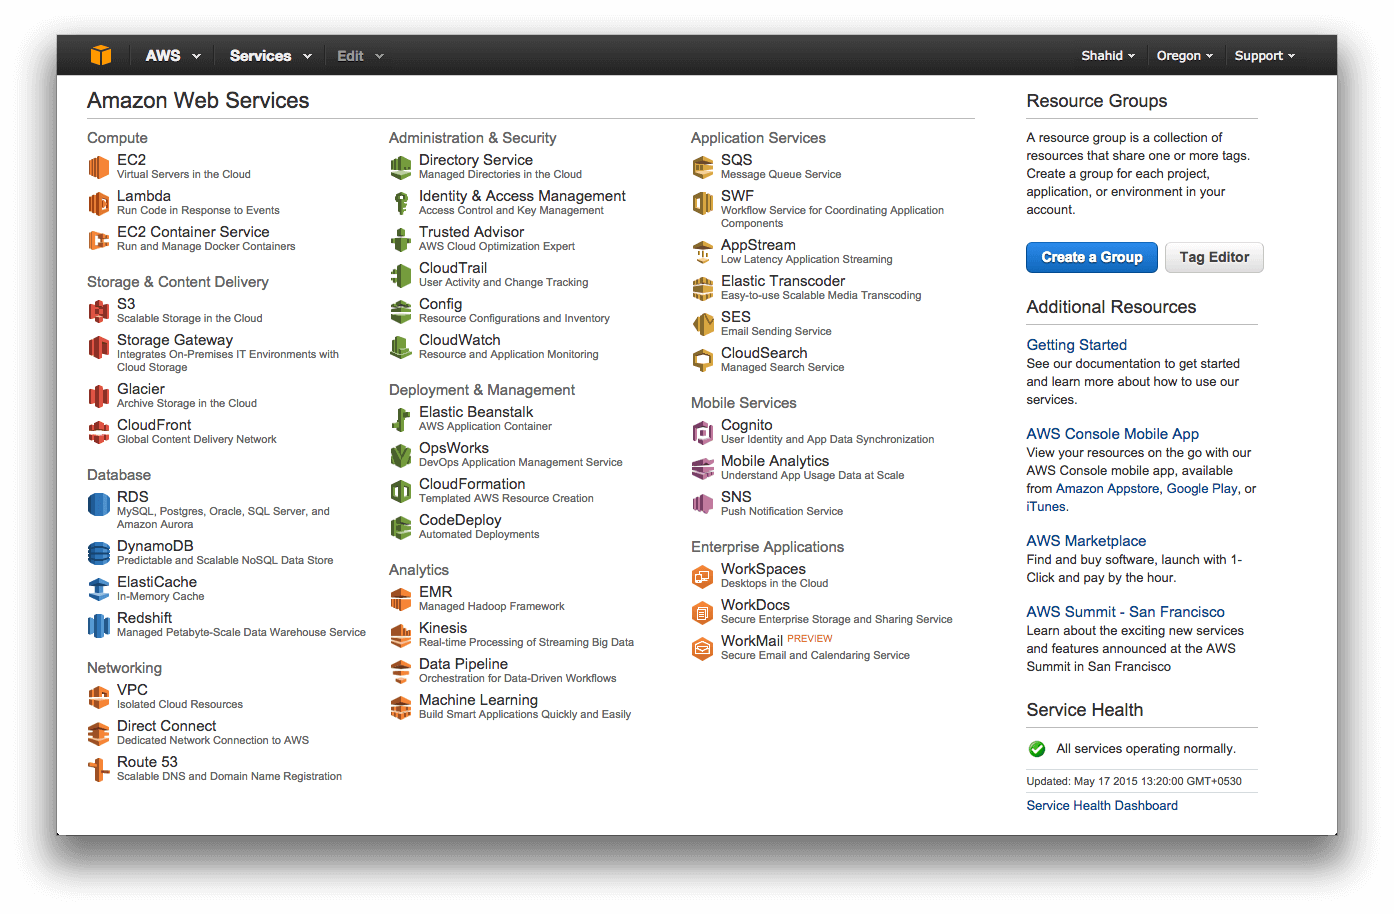 AWS
Services
Edit
Shahid
Oregon
Support
Amazon Web Services
Compute
EC2
Virtual Servers in the Cloud
Lambda
Run Code in Response to Events
EC2 Container Service
Run and Manage Docker Containers
Storage & Content Delivery
S3
Scalable Storage in the Cloud
Storage Gateway
Integrates On-Premises IT Environments with
Cloud Storage
Glacier
Archive Storage in the Cloud
CloudFront
Global Content Delivery Network
Database
RDS
MySQL, Postgres, Oracle, SQL Server, and
Amazon Aurora
DynamoDB
Predictable and Scalable NoSQL Data Store
ElastiCache
In-Memory Cache
Redshift
Managed Petabyte-Scale Data Warehouse Service
Networking
VPC
Isolated Cloud Resources
Direct Connect
Dedicated Network Connection to AWS
Route 53
Scalable DNS and Domain Name Registration
Administration & Security
Directory Service
Managed Directories in the Cloud
Identity & Access Management
Access Control and Key Management
Trusted Advisor
AWS Cloud Optimization Expert
CloudTrail
User Activity and Change Tracking
Config
Resource Configurations and Inventory
CloudWatch
Resource and Application Monitoring
Deployment & Management
Elastic Beanstalk
AWS Application Container
OpsWorks
DevOps Application Management Service
CloudFormation
Templated AWS Resource Creation
CodeDeploy
Automated Deployments
Analytics
EMR
Managed Hadoop Framework
Kinesis
Real-time Processing of Streaming Big Data
Data Pipeline
Orchestration for Data-Driven Workflows
Machine Learning
Build Smart Applications Quickly and Easily
Application Services
SQS
Message Queue Service
SWF
Workflow Service for Coordinating Application
Components
AppStream
Low Latency Application Streaming
Elastic Transcoder
Easy-to-use Scalable Media Transcoding
SES
Email Sending Service
CloudSearch
Managed Search Service
Mobile Services
Cognito
User Identity and App Data Synchronization
Mobile Analytics
Understand App Usage Data at Scale
SNS
Push Notification Service
Enterprise Applications
WorkSpaces
Desktops in the Cloud
WorkDocs
Secure Enterprise Storage and Sharing Service
WorkMail PREVIEW
Secure Email and Calendaring Service
Resource Groups
A resource group is a collection of
resources that share one or more tags.
Create a group for each project,
application, or environment in your
account.
Create a Group
Tag Editor
Additional Resources
Getting Started
See our documentation to get started
and learn more about how to use our
services.
AWS Console Mobile App
View your resources on the go with our
AWS Console mobile app, available
from Amazon Appstore, Google Play, or
iTunes.
AWS Marketplace
Find and buy software, launch with 1-
Click and pay by the hour.
AWS Summit - San Francisco
Learn about the exciting new services
and features announced at the AWS
Summit in San Francisco
Service Health
All services operating normally.
Updated: May 17 2015 13:20:00 GMT+0530
Service Health Dashboard